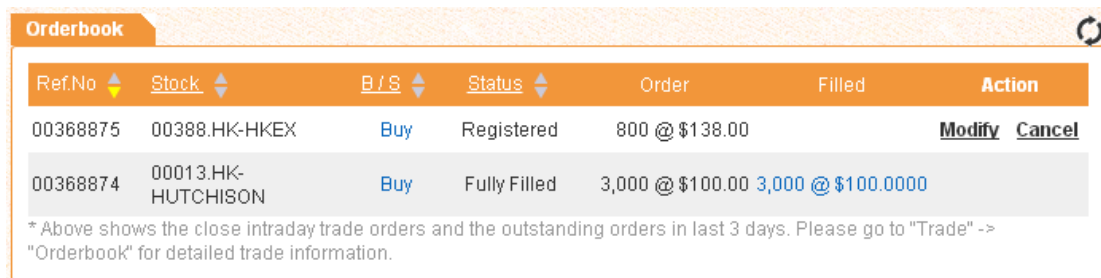 Orderbook
Ref.No Stock B / S Status Order Filled Action
00368875 00388.HK-HKEX Buy Registered 800 @ $138.00 Modify Cancel
00368874 00013.HK-HUTCHISON Buy Fully Filled 3,000 @ $100.00 3,000 @ $100.0000
* Above shows the close intraday trade orders and the outstanding orders in last 3 days. Please go to "Trade" ->
"Orderbook" for detailed trade information.